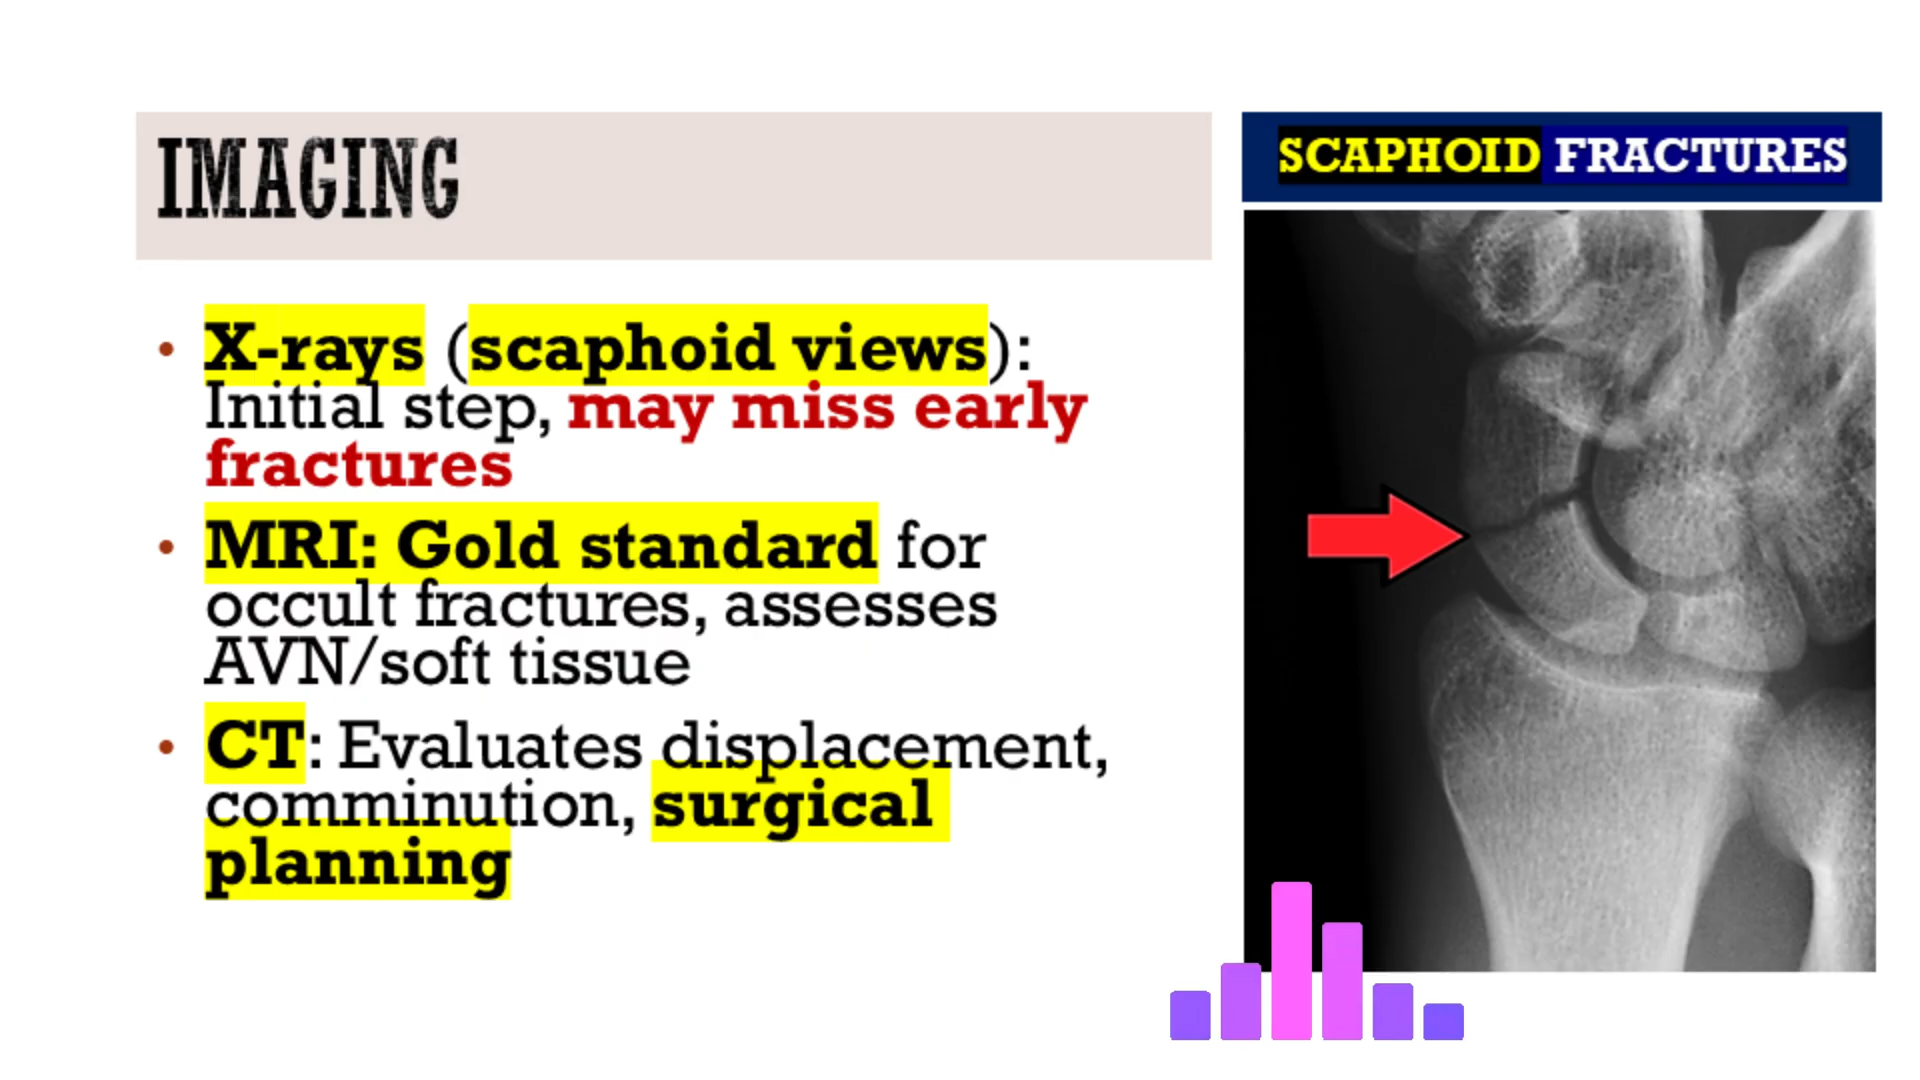 IMAGING
SCAPHOID FRACTURES
• X-rays (scaphoid views):
Initial step, may miss early
fractures
• MRI: Gold standard for
occult fractures, assesses
AVN/soft tissue
• CT: Evaluates displacement,
comminution, surgical
planning